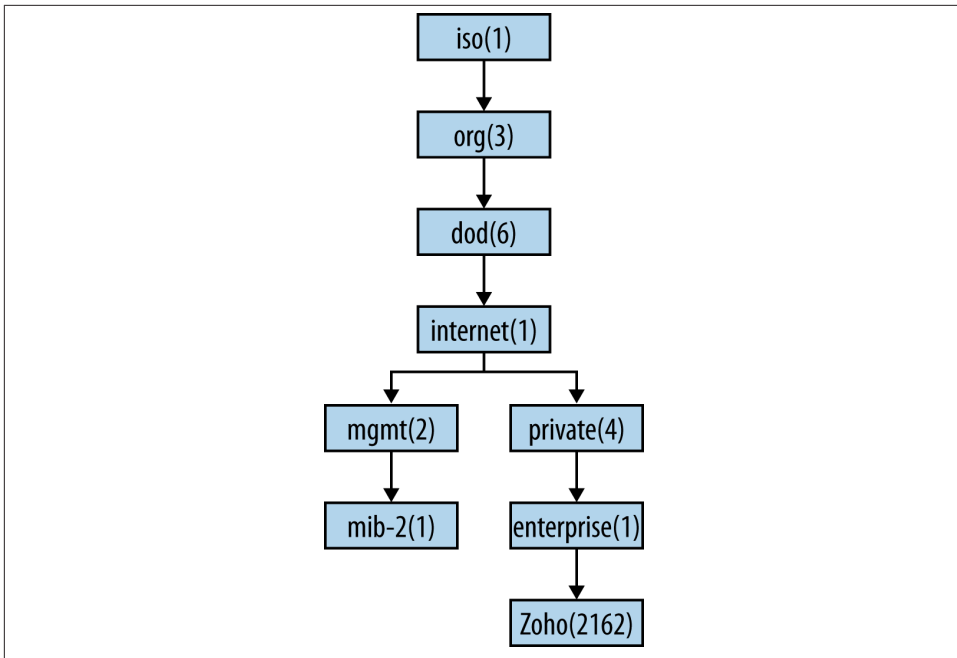 iso(1)
org(3)
dod(6)
internet(1)
mgmt(2)
private(4)
mib-2(1)
enterprise(1)
Zoho(2162)